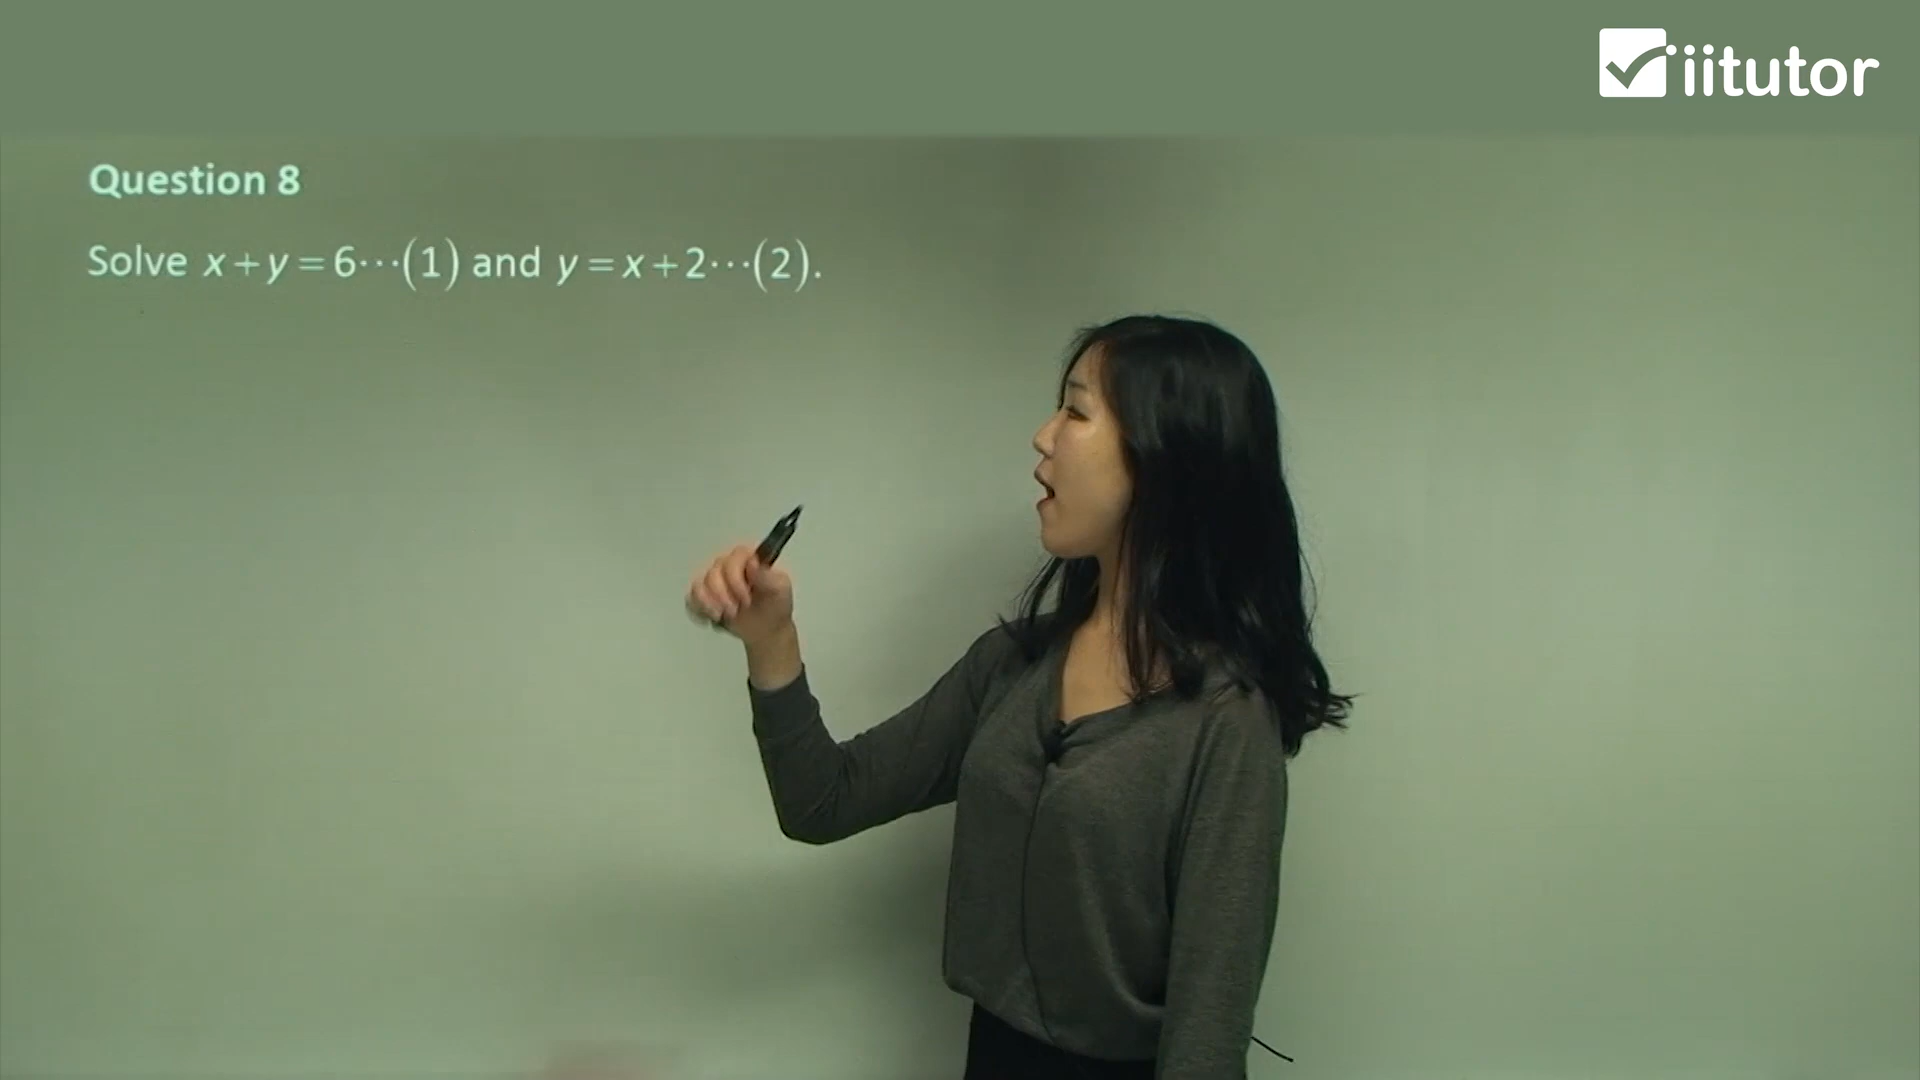 iitutor
Question 8
Solve x+y=6⋯(1) and y=x+2⋯(2).